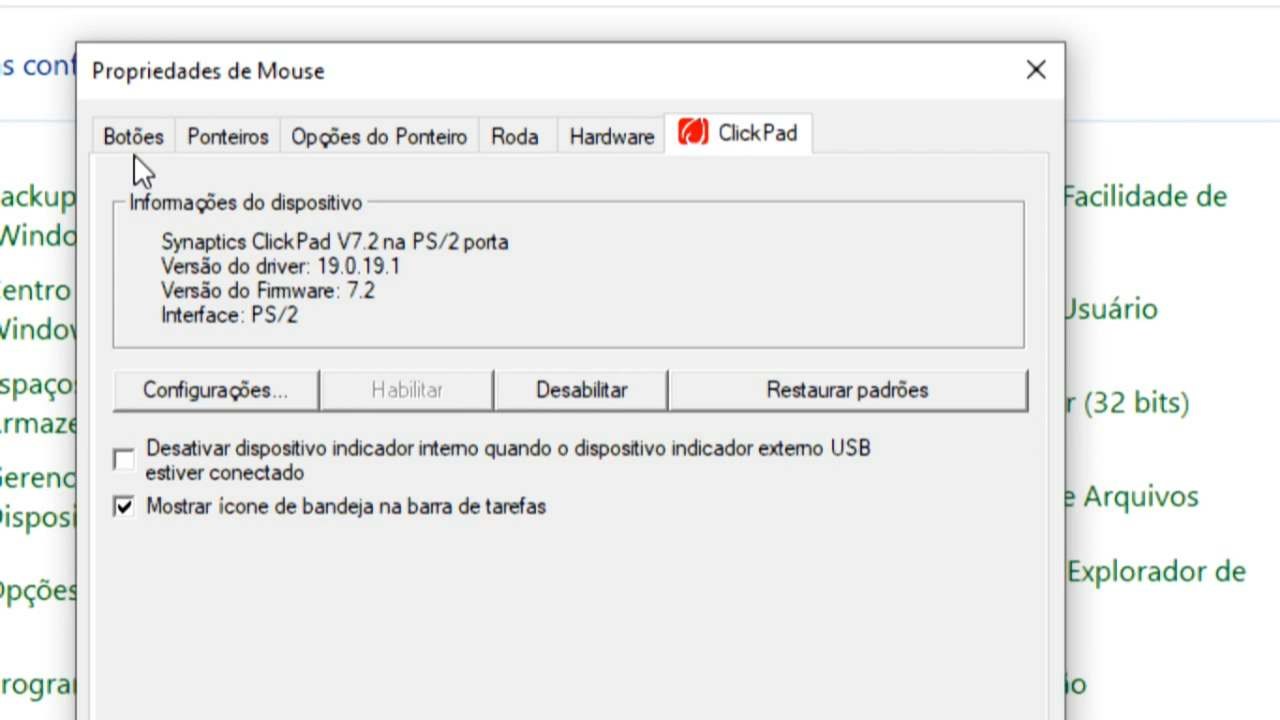 s conf
Propriedades de Mouse
Botões Ponteiros Opções do Ponteiro Roda Hardware ClickPad
Informações do dispositivo
Synaptics ClickPad V7.2 na PS/2 porta
Versão do driver: 19.0.19.1
Versão do Firmware: 7.2
Interface: PS/2
Configurações... Habilitar Desabilitar Restaurar padrões
Desativar dispositivo indicador interno quando o dispositivo indicador externo USB
estiver conectado
Mostrar ícone de bandeja na barra de tarefas
ackup
Windo
entro
Window
spaço
rmaze
Gerenc
Disposi
Opções
rogra
Facilidade de
Usuário
r (32 bits)
e Arquivos
Explorador de
ão